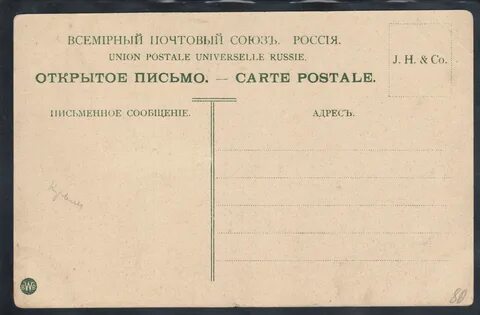 ВСЕМІРНЫЙ ПОЧТОВЫЙ СОЮЗЪ. РОССІЯ.
UNION POSTALE UNIVERSELLE RUSSIE.
J. H. & Co.
ОТКРЫТОЕ ПИСЬМО. — CARTE POSTALE.
ПИСЬМЕННОЕ СООБЩЕНІЕ.
АДРЕСЪ.
80